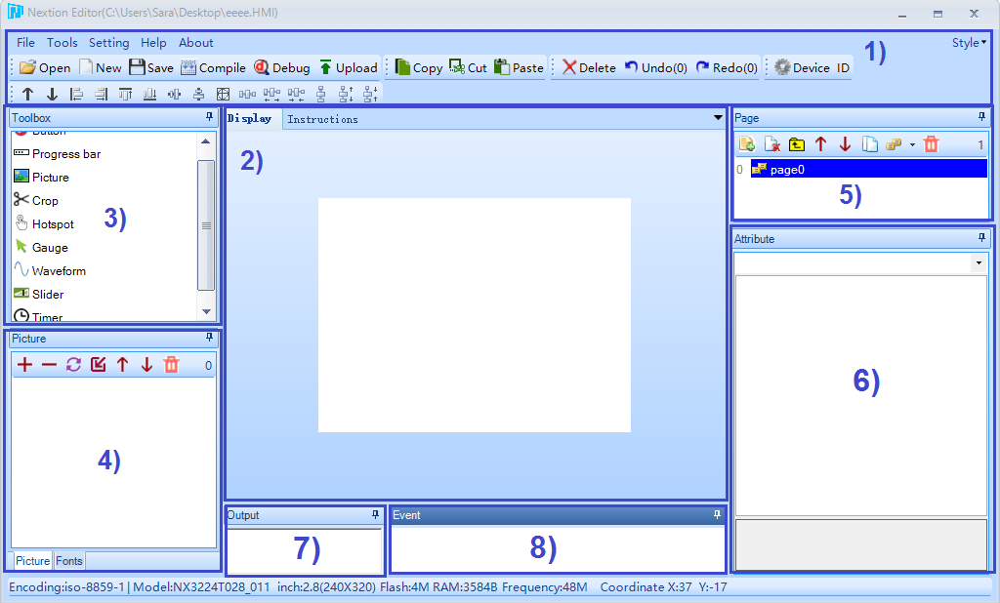 Nextion Editor(C:\Users\Sara\Desktop\eeee.HMI)
File Tools Setting Help About Style
1)
Open New Save Compile Debug Upload Copy Cut Paste Delete Undo(0) Redo(0) Device ID
Toolbox
Button
Progress bar
Picture
Crop
Hotspot
Gauge
Waveform
Slider
Timer
3)
Display Instructions
2)
Page
1
0 page0
5)
Attribute
6)
Picture
0
4)
Picture Fonts
Output
7)
Event
8)
Encoding:iso-8859-1| Model:NX3224T028_011 inch:2.8(240X320) Flash:4M RAM:3584B Frequency:48M Coordinate X:37 Y:-17